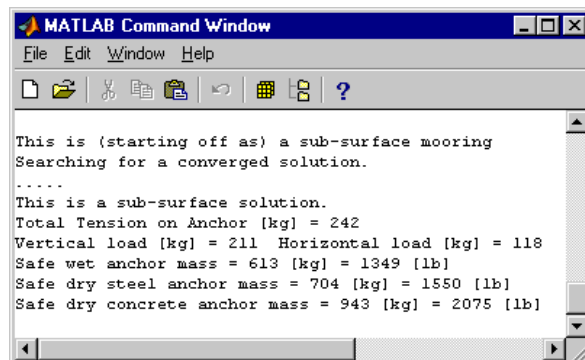 MATLAB Command Window
File Edit Window Help
?
This is (starting off as) a sub-surface mooring
Searching for a converged solution.
.....
This is a sub-surface solution.
Total Tension on Anchor [kg] = 242
Vertical load [kg] = 211  Horizontal load [kg] = 118
Safe wet anchor mass = 613 [kg] = 1349 [lb]
Safe dry steel anchor mass = 704 [kg] = 1550 [lb]
Safe dry concrete anchor mass = 943 [kg] = 2075 [lb]